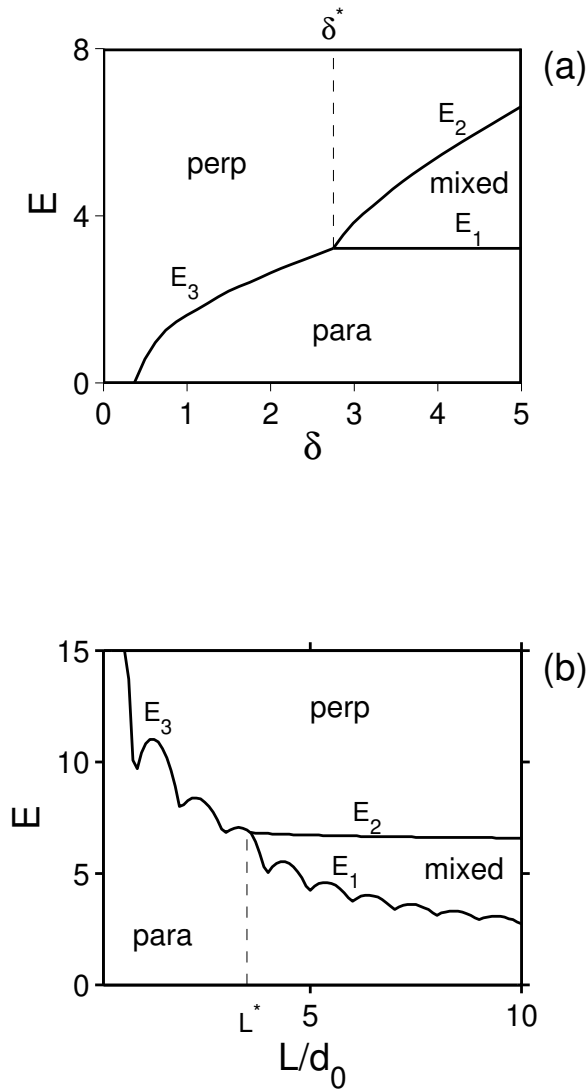 δ*
(a)
8
E₂
perp
mixed
E
4
E₁
E₃
para
0
0 1 2 3 4 5
δ
15
(b)
E₃
perp
10
E
E₂
5
E₁
mixed
para
0
L* 5 10
L/d₀